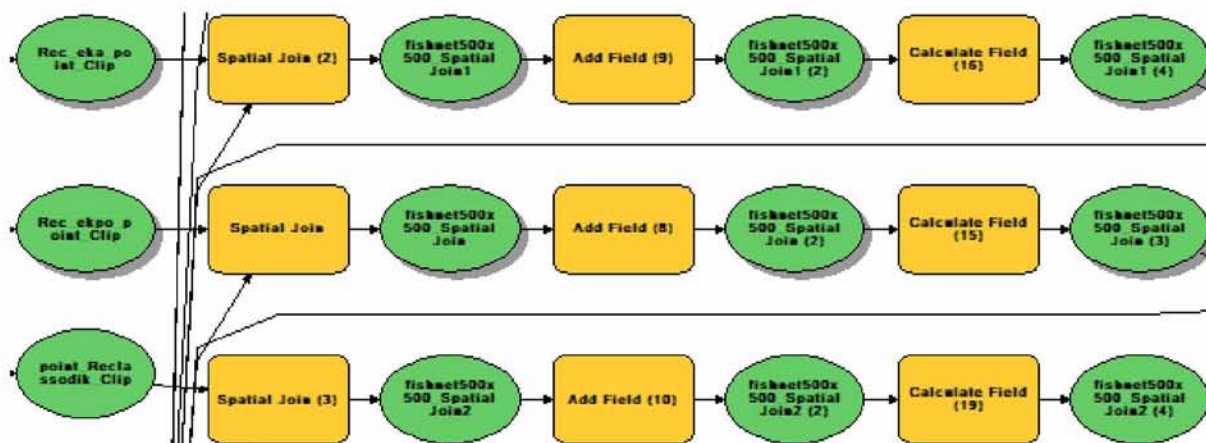 Rec_eka_po
int_Clip
Spatial Join (2)
fishnet500x
500_Spatial
Join1
Add Field (9)
fishnet500x
500_Spatial
Join1 (2)
Calculate Field
(16)
fishnet500x
500_Spatial
Join1 (4)
Rec_ekpo_p
oint_Clip
Spatial Join
fishnet500x
500_Spatial
Join
Add Field (8)
fishnet500x
500_Spatial
Join (2)
Calculate Field
(15)
fishnet500x
500_Spatial
Join (3)
point_Recla
ssodik_Clip
Spatial Join (3)
fishnet500x
500_Spatial
Join2
Add Field (10)
fishnet500x
500_Spatial
Join2 (2)
Calculate Field
(19)
fishnet500x
500_Spatial
Join2 (4)